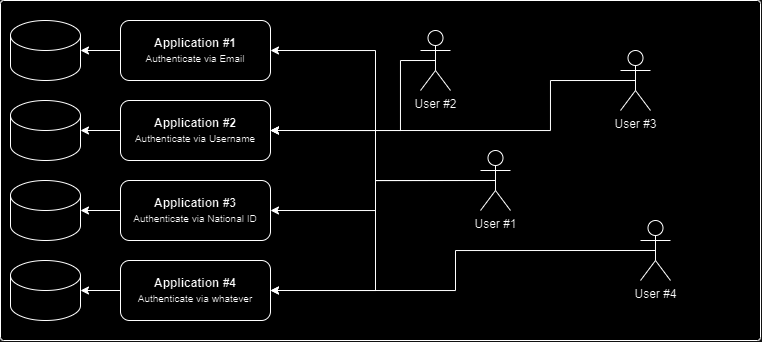 Application #1
Authenticate via Email
Application #2
Authenticate via Username
Application #3
Authenticate via National ID
Application #4
Authenticate via whatever
User #2
User #3
User #1
User #4